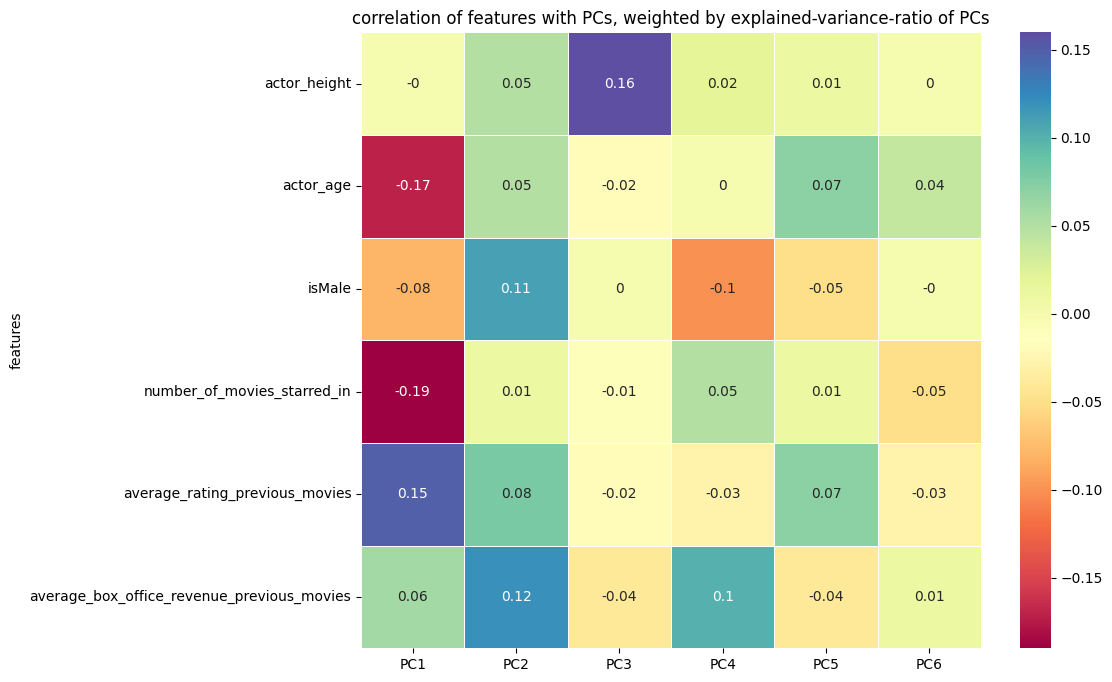 correlation of features with PCs, weighted by explained-variance-ratio of PCs
features
actor_height -0 0.05 0.16 0.02 0.01 0
actor_age -0.17 0.05 -0.02 0 0.07 0.04
isMale -0.08 0.11 0 -0.1 -0.05 -0
number_of_movies_starred_in -0.19 0.01 -0.01 0.05 0.01 -0.05
average_rating_previous_movies 0.15 0.08 -0.02 -0.03 0.07 -0.03
average_box_office_revenue_previous_movies 0.06 0.12 -0.04 0.1 -0.04 0.01
PC1 PC2 PC3 PC4 PC5 PC6
0.15
0.10
0.05
0.00
−0.05
−0.10
−0.15